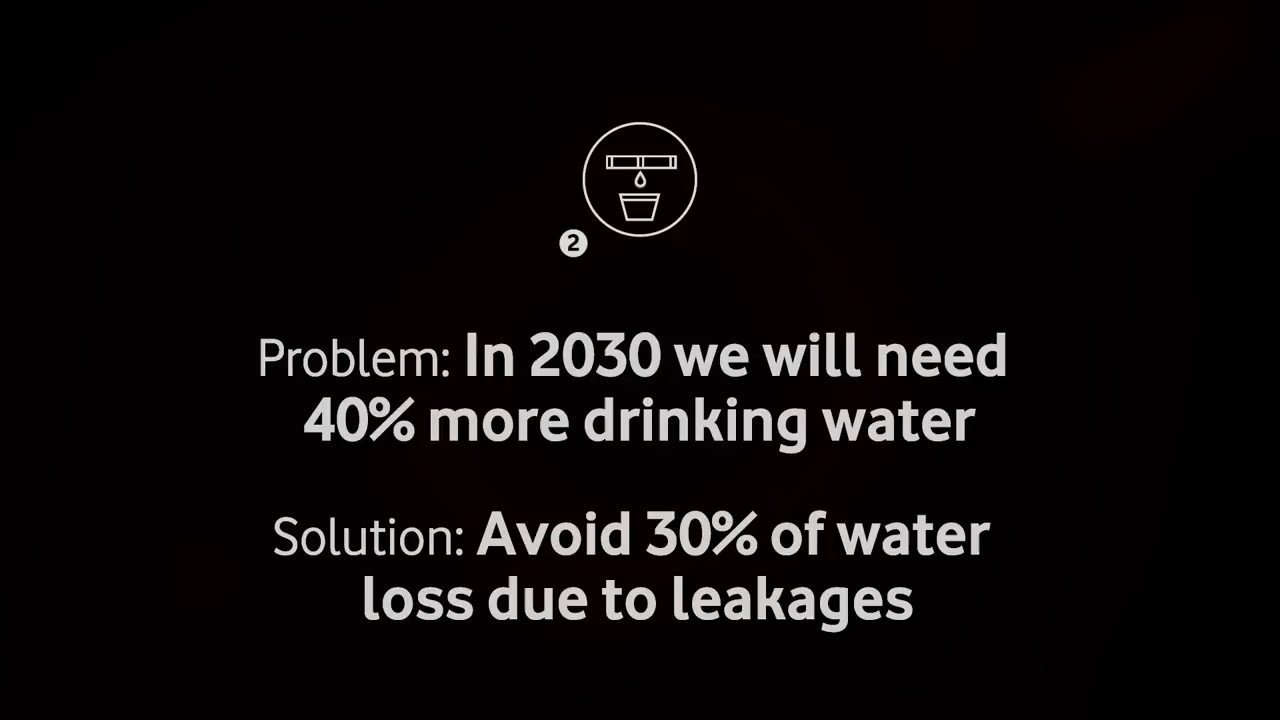 2
Problem: In 2030 we will need
40% more drinking water
Solution: Avoid 30% of water
loss due to leakages